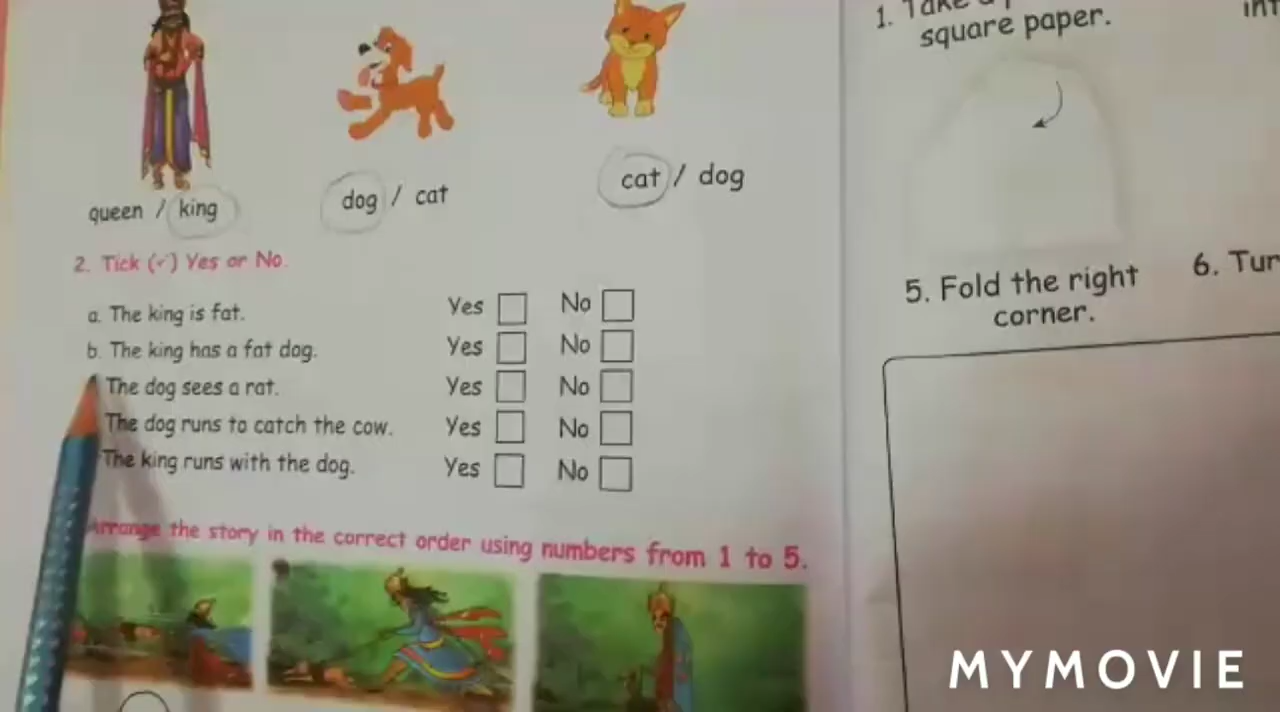 queen / king
dog / cat
cat / dog
2. Tick (✓) Yes or No.
a. The king is fat. Yes No
b. The king has a fat dog. Yes No
The dog sees a rat. Yes No
The dog runs to catch the cow. Yes No
The king runs with the dog. Yes No
Arrange the story in the correct order using numbers from 1 to 5.
1. Take a
square paper.
5. Fold the right
corner.
6.
MYMOVIE